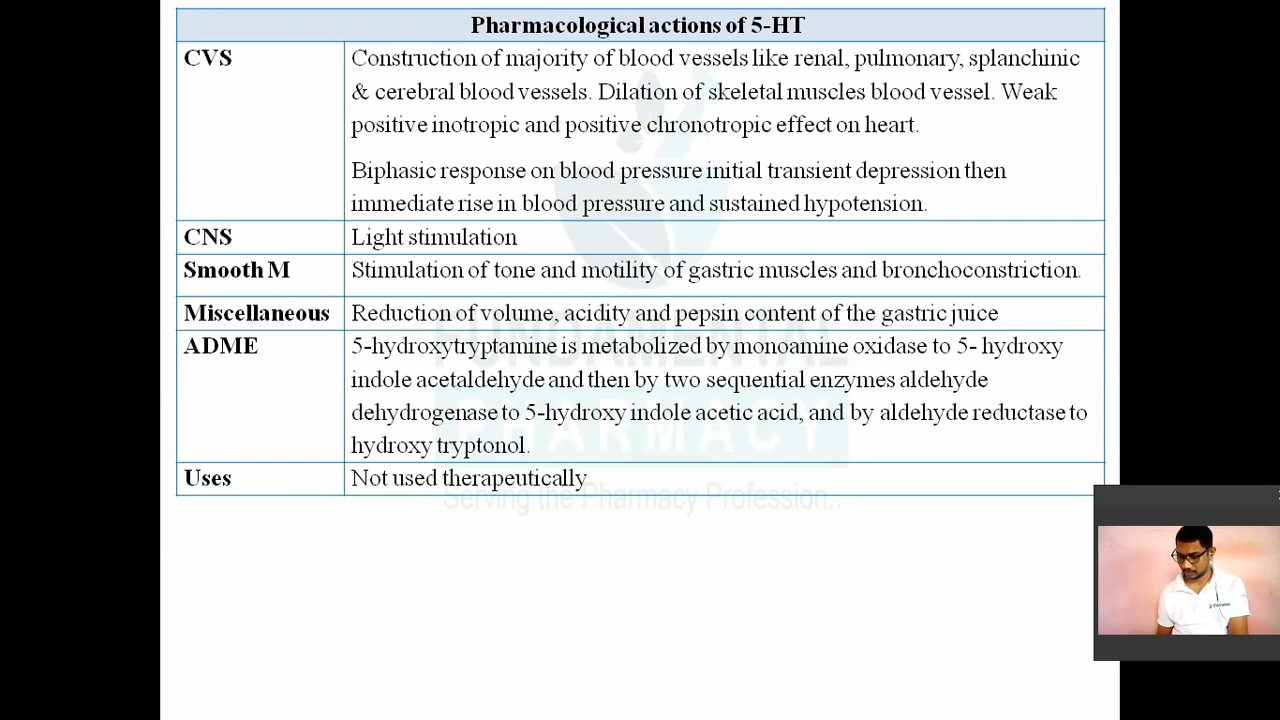 Pharmacological actions of 5-HT
CVS
Construction of majority of blood vessels like renal, pulmonary, splanchinic
& cerebral blood vessels. Dilation of skeletal muscles blood vessel. Weak
positive inotropic and positive chronotropic effect on heart.
Biphasic response on blood pressure initial transient depression then
immediate rise in blood pressure and sustained hypotension.
CNS
Light stimulation
Smooth M
Stimulation of tone and motility of gastric muscles and bronchoconstriction.
Miscellaneous
Reduction of volume, acidity and pepsin content of the gastric juice
ADME
5-hydroxytryptamine is metabolized by monoamine oxidase to 5- hydroxy
indole acetaldehyde and then by two sequential enzymes aldehyde
dehydrogenase to 5-hydroxy indole acetic acid, and by aldehyde reductase to
hydroxy tryptonol.
Uses
Not used therapeutically
FUNDAMENTAL
PHARMACY
Serving the Pharmacy Profession..